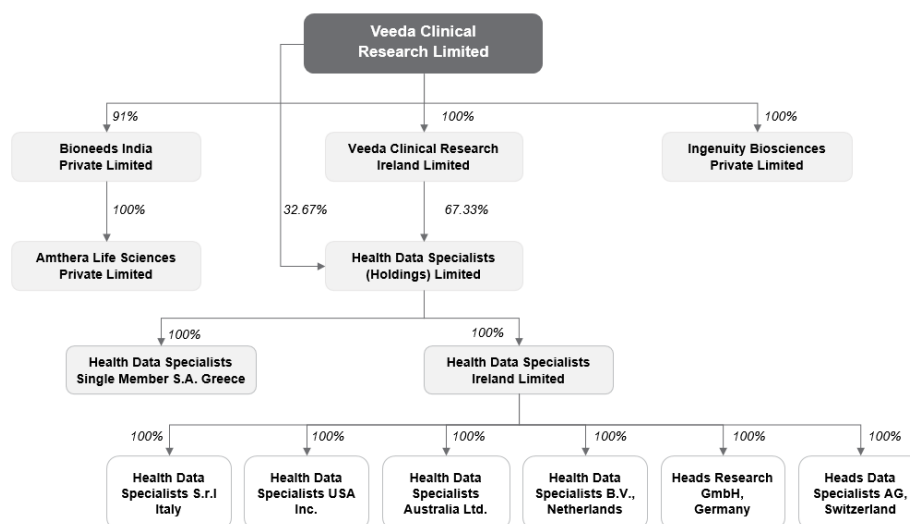 Veeda Clinical
Research Limited
91%
100%
100%
Bioneeds India
Private Limited
Veeda Clinical Research
Ireland Limited
Ingenuity Biosciences
Private Limited
100%
32.67%
67.33%
Amthera Life Sciences
Private Limited
Health Data Specialists
(Holdings) Limited
100%
100%
Health Data Specialists
Single Member S.A. Greece
Health Data Specialists
Ireland Limited
100%
100%
100%
100%
100%
100%
Health Data
Specialists S.r.l
Italy
Health Data
Specialists USA
Inc.
Health Data
Specialists
Australia Ltd.
Health Data
Specialists B.V.,
Netherlands
Heads Research
GmbH,
Germany
Heads Data
Specialists AG,
Switzerland